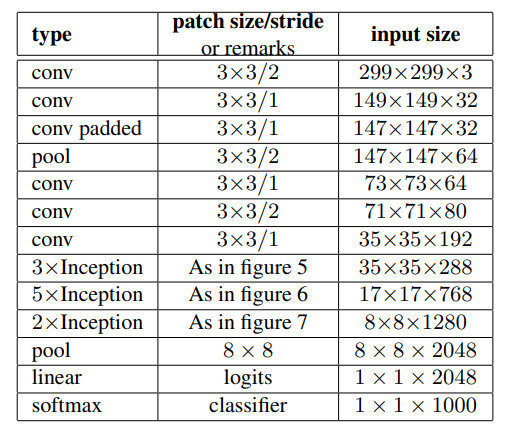 type patch size/stride or remarks input size
conv 3×3/2 299×299×3
conv 3×3/1 149×149×32
conv padded 3×3/1 147×147×32
pool 3×3/2 147×147×64
conv 3×3/1 73×73×64
conv 3×3/2 71×71×80
conv 3×3/1 35×35×192
3×Inception As in figure 5 35×35×288
5×Inception As in figure 6 17×17×768
2×Inception As in figure 7 8×8×1280
pool 8 × 8 8 × 8 × 2048
linear logits 1 × 1 × 2048
softmax classifier 1 × 1 × 1000